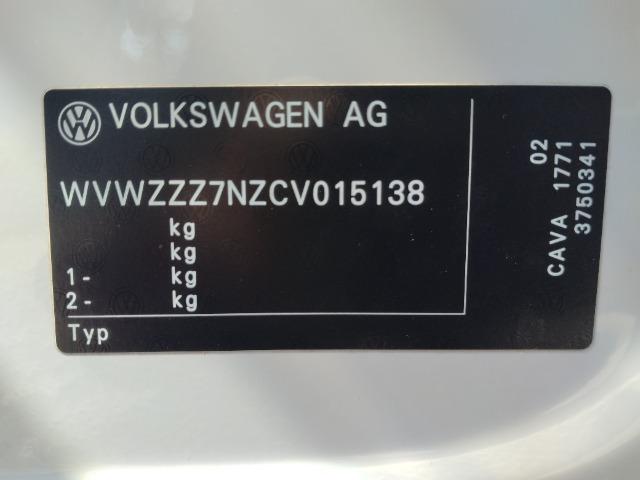 VOLKSWAGEN AG
WVWZZZ7NZCV015138
kg
kg
1- kg
2- kg
Typ
02
CAVA 1771
3750341